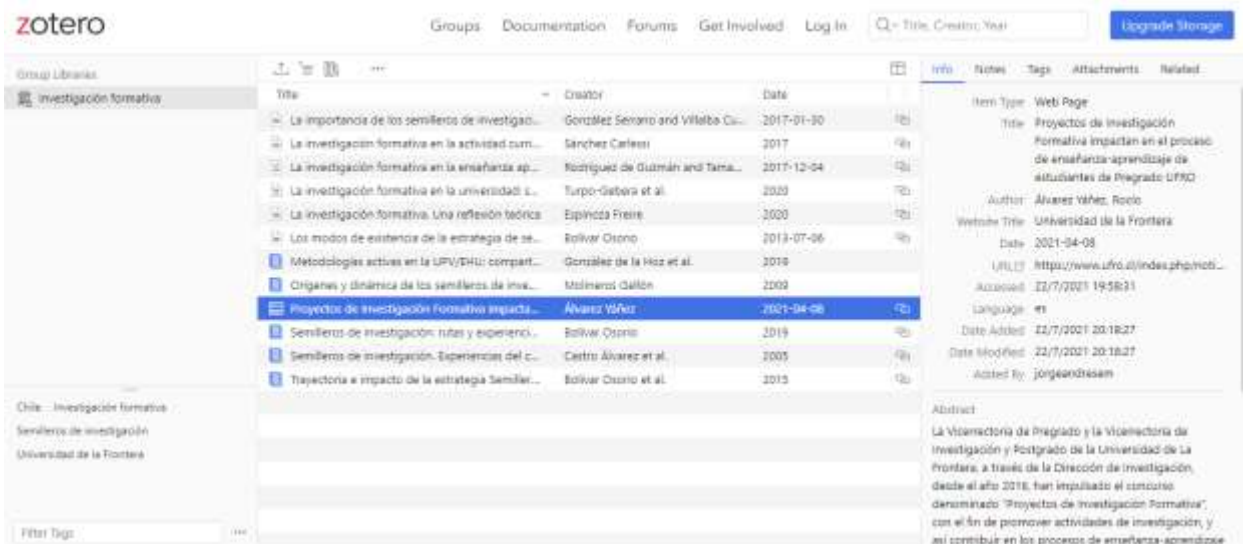 zotero
Groups Documentation Forums Get Involved Log In Title, Creator, Year Upgrade Storage
Group Libraries
Investigación formativa
Title Creator Date
La importancia de los semilleros de investigac... González Serrano and Villalba Cu... 2017-01-30
La investigación formativa en la actividad curri... Sánchez Carlessi 2017
La investigación formativa en la enseñanza ap... Rodríguez de Guzmán and Tama... 2017-12-04
La investigación formativa en la universidad: s... Turpo-Gebera et al. 2020
La investigación formativa. Una reflexión teórica Espinoza Freire 2020
Los modos de existencia de la estrategia de se... Bolívar Osorio 2013-07-06
Metodologías activas en la UPV/EHU: compart... González de la Hoz et al. 2019
Orígenes y dinámica de los semilleros de inve... Molineros Gallón 2009
Proyectos de Investigación Formativa impacta... Álvarez Yáñez 2021-04-08
Semilleros de investigación: rutas y experienci... Bolívar Osorio 2019
Semilleros de investigación. Experiencias del c... Castro Álvarez et al. 2005
Trayectoria e impacto de la estrategia Semiller... Bolívar Osorio et al. 2015
Chile Investigación formativa
Semilleros de investigación
Universidad de la Frontera
Filter Tags
Info Notes Tags Attachments Related
Item Type Web Page
Title Proyectos de Investigación
Formativa impactan en el proceso
de enseñanza-aprendizaje de
estudiantes de Pregrado UFRO
Author Álvarez Yáñez, Rocío
Website Title Universidad de la Frontera
Date 2021-04-08
URL https://www.ufro.cl/index.php/noti...
Accessed 22/7/2021 19:58:31
Language es
Date Added 22/7/2021 20:18:27
Date Modified 22/7/2021 20:18:27
Added By jorgeandresem
Abstract
La Vicerrectoría de Pregrado y la Vicerrectoría de
Investigación y Postgrado de la Universidad de La
Frontera, a través de la Dirección de Investigación,
desde el año 2018, han impulsado el concurso
denominado "Proyectos de Investigación Formativa",
con el fin de promover actividades de investigación, y
así contribuir en los procesos de enseñanza-aprendizaje